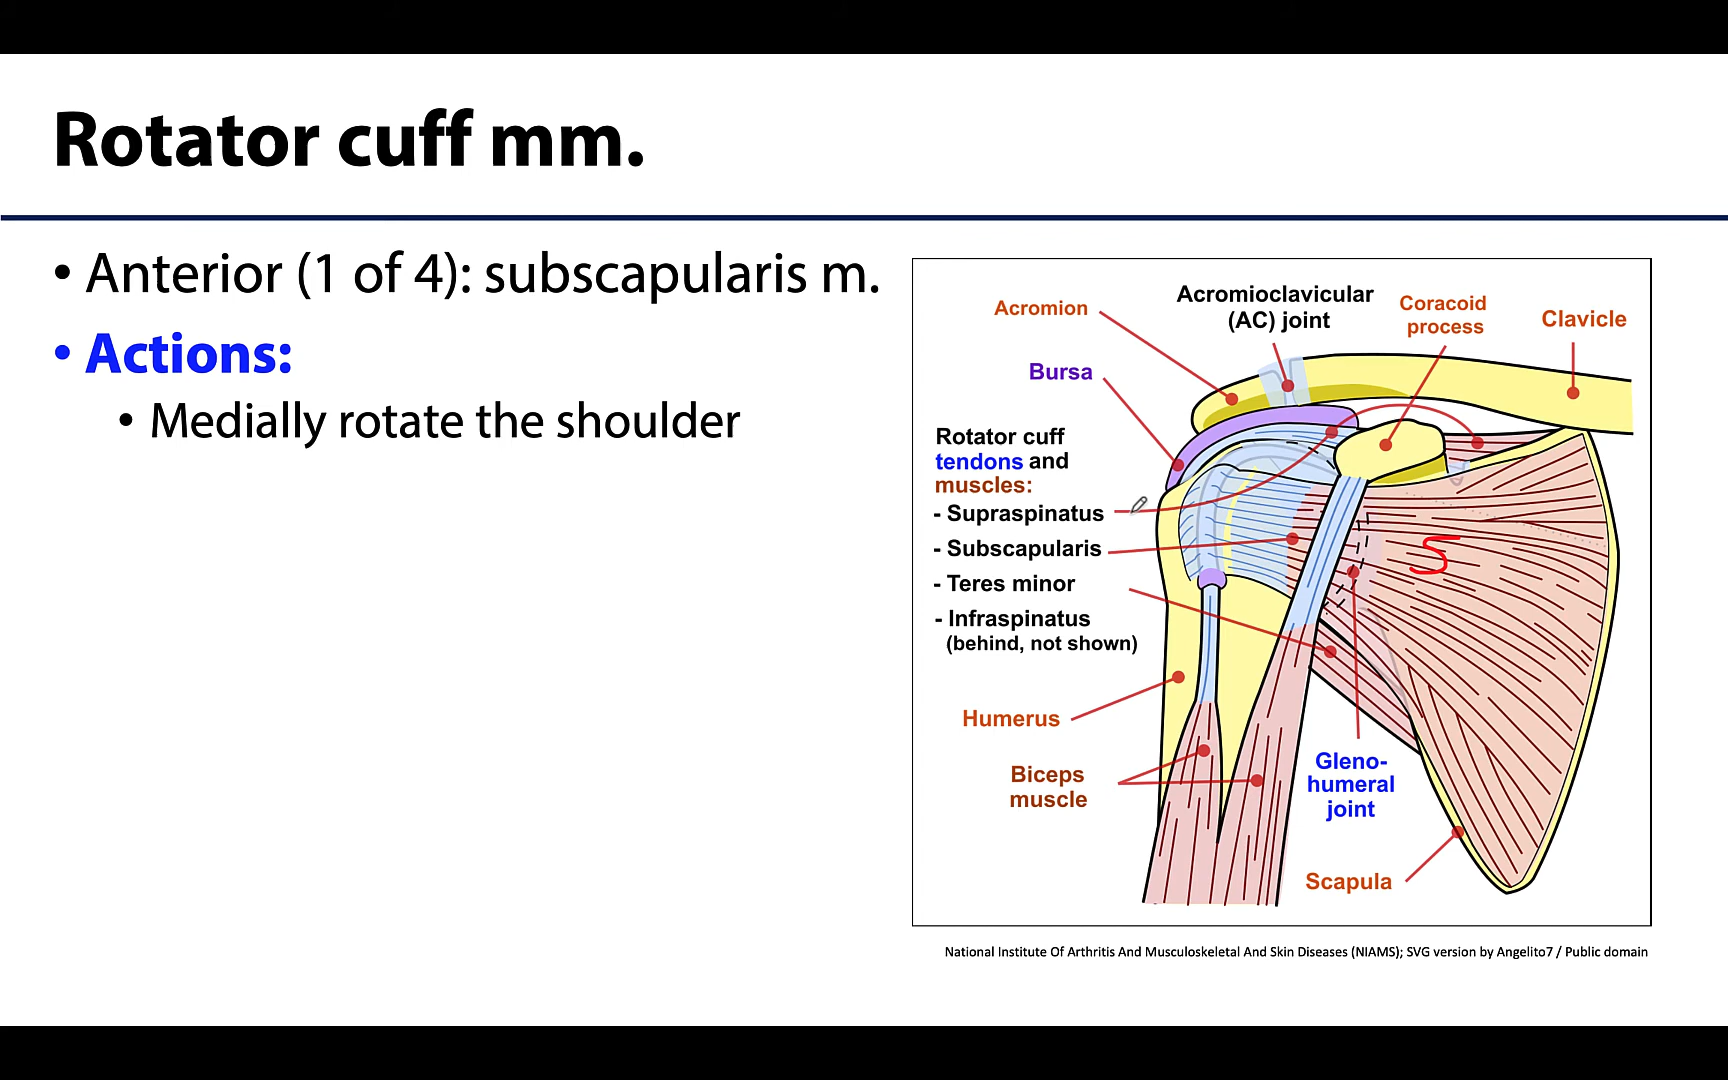 Rotator cuff mm.
• Anterior (1 of 4): subscapularis m.
• Actions:
• Medially rotate the shoulder
Acromion
Acromioclavicular
(AC) joint
Coracoid
process
Clavicle
Bursa
Rotator cuff
tendons and
muscles:
- Supraspinatus
- Subscapularis
- Teres minor
- Infraspinatus
(behind, not shown)
S
Humerus
Biceps
muscle
Gleno-
humeral
joint
Scapula
National Institute Of Arthritis And Musculoskeletal And Skin Diseases (NIAMS); SVG version by Angelito7 / Public domain